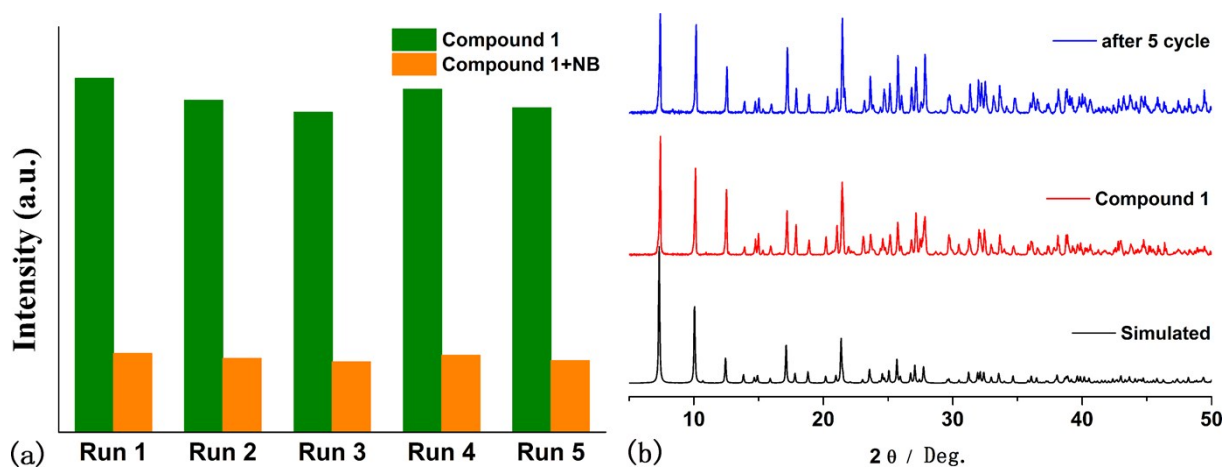 Intensity (a.u.)
Compound 1
Compound 1+NB
Run 1 Run 2 Run 3 Run 4 Run 5
(a)
after 5 cycle
Compound 1
Simulated
10 20 30 40 50
(b) 2 θ / Deg.